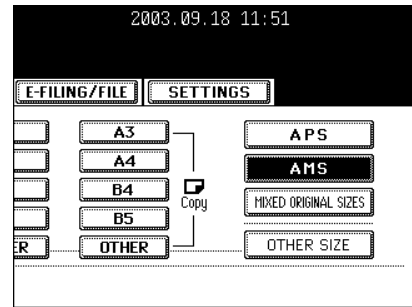 2003.09.18 11:51
E-FILING/FILE SETTINGS
A3 APS
A4 AMS
B4 Copy MIXED ORIGINAL SIZES
B5
ER OTHER OTHER SIZE